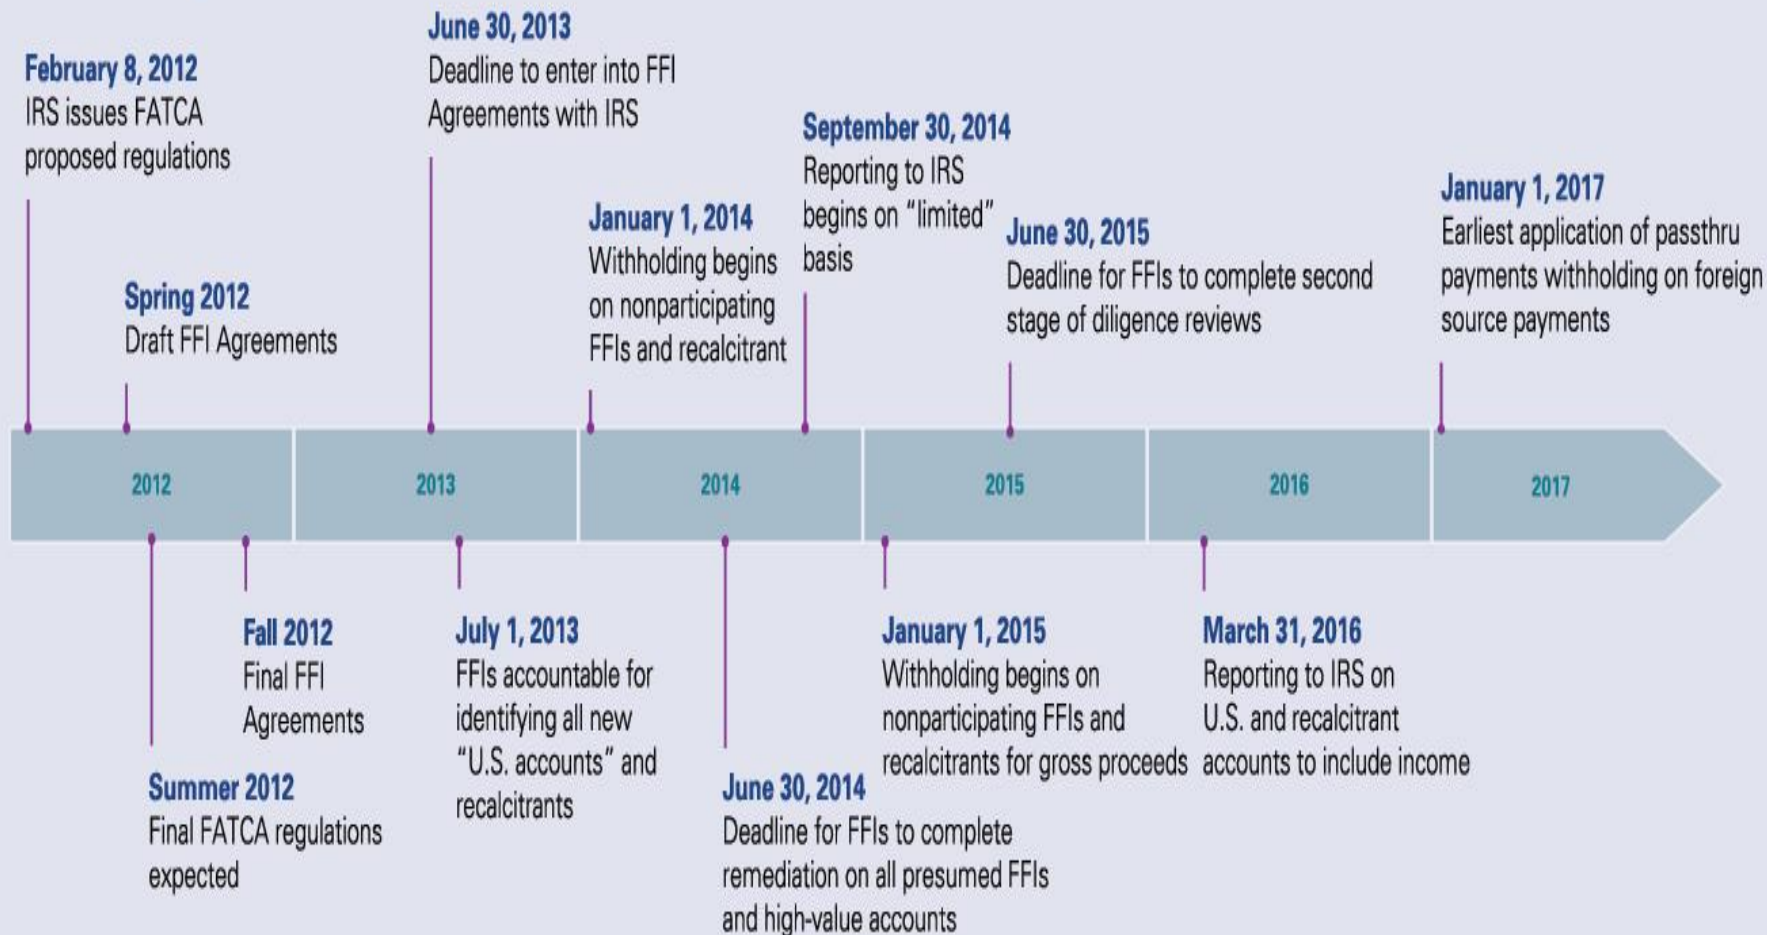 February 8, 2012
IRS issues FATCA
proposed regulations
Spring 2012
Draft FFI Agreements
June 30, 2013
Deadline to enter into FFI
Agreements with IRS
January 1, 2014
Withholding begins
on nonparticipating
FFIs and recalcitrant
September 30, 2014
Reporting to IRS
begins on “limited”
basis
June 30, 2015
Deadline for FFIs to complete second
stage of diligence reviews
January 1, 2017
Earliest application of passthru
payments withholding on foreign
source payments
2012
2013
2014
2015
2016
2017
Summer 2012
Final FATCA regulations
expected
Fall 2012
Final FFI
Agreements
July 1, 2013
FFIs accountable for
identifying all new
“U.S. accounts” and
recalcitrants
June 30, 2014
Deadline for FFIs to complete
remediation on all presumed FFIs
and high-value accounts
January 1, 2015
Withholding begins on
nonparticipating FFIs and
recalcitrants for gross proceeds
March 31, 2016
Reporting to IRS on
U.S. and recalcitrant
accounts to include income